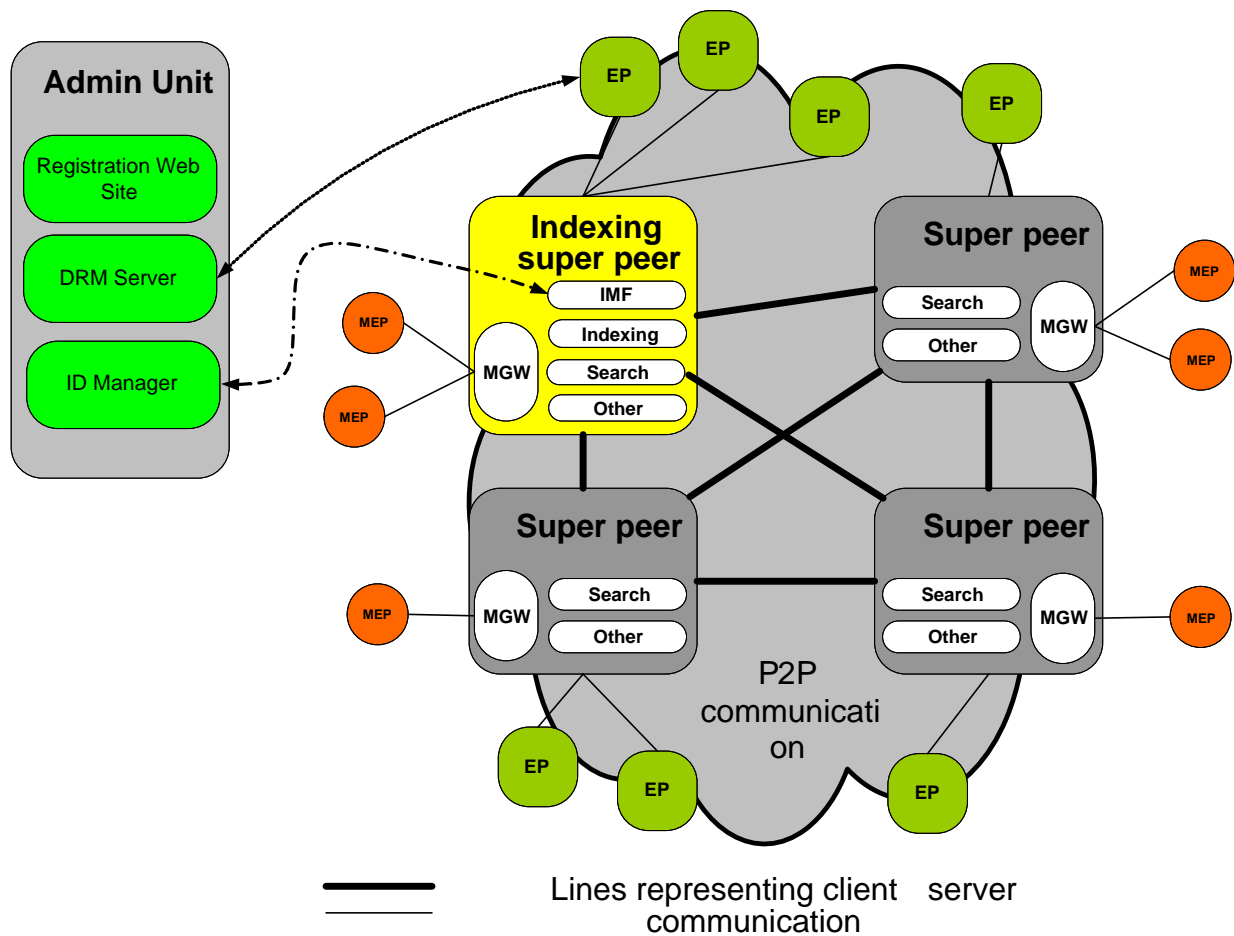 Admin Unit
Registration Web
Site
DRM Server
ID Manager
EP
EP
EP
EP
Indexing
super peer
IMF
Indexing
Search
Other
MGW
MEP
MEP
Super peer
Search
Other
MGW
MEP
MEP
Super peer
Search
Other
MGW
MEP
Super peer
Search
Other
MGW
MEP
P2P
communicati
on
EP
EP
EP
Lines representing client server
communication